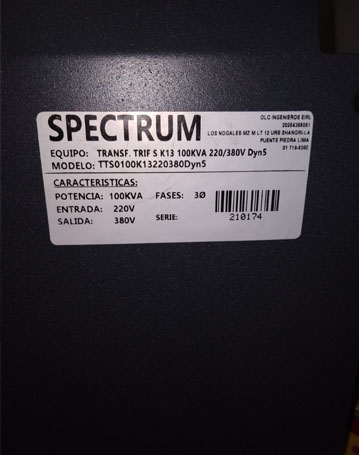 SPECTRUM
OLC INGENIEROS EIRL
LOS NOGALES MZ M LT 12 URB SHANGRI-LA
PUENTE PIEDRA LIMA
EQUIPO: TRANSF. TRIF S K13 100KVA 220/380V Dyn5
MODELO: TTS0100K13220380Dyn5
CARACTERISTICAS:
POTENCIA: 100KVA FASES: 3Ø
ENTRADA: 220V
SALIDA: 380V SERIE: 210174